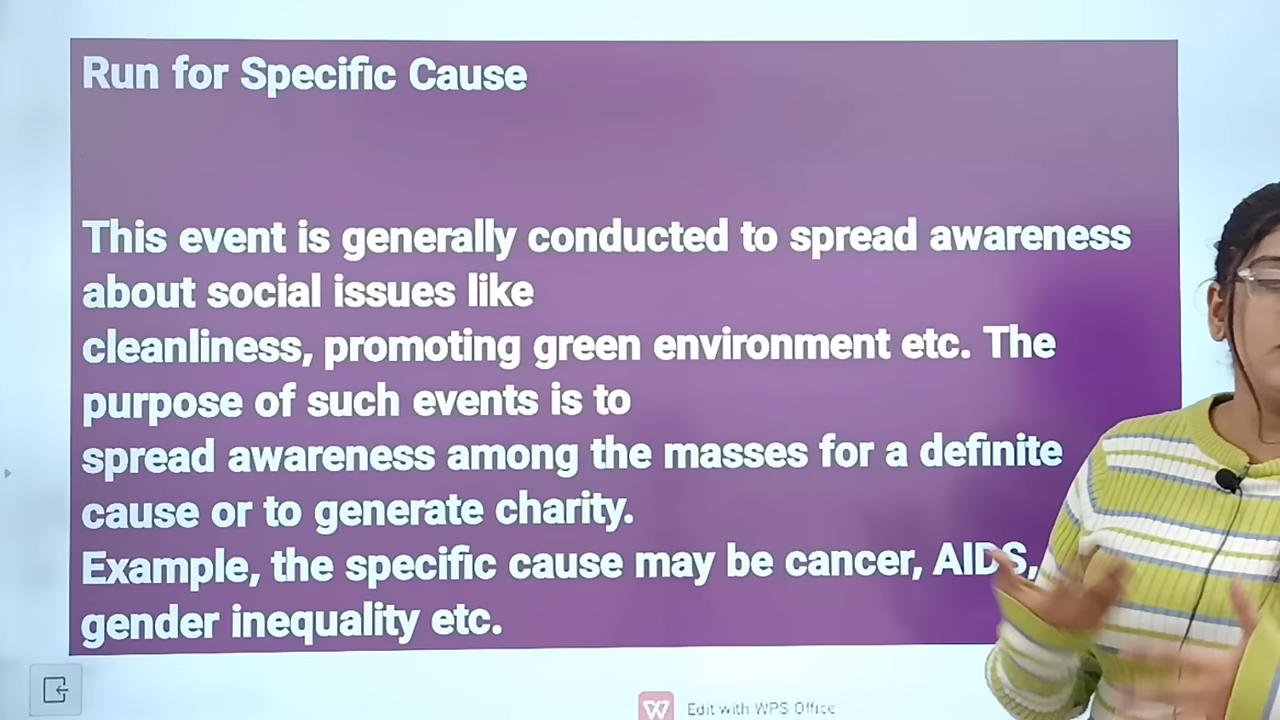 Run for Specific Cause
This event is generally conducted to spread awareness
about social issues like
cleanliness, promoting green environment etc. The
purpose of such events is to
spread awareness among the masses for a definite
cause or to generate charity.
Example, the specific cause may be cancer, AIDS,
gender inequality etc.
Edit with WPS Office